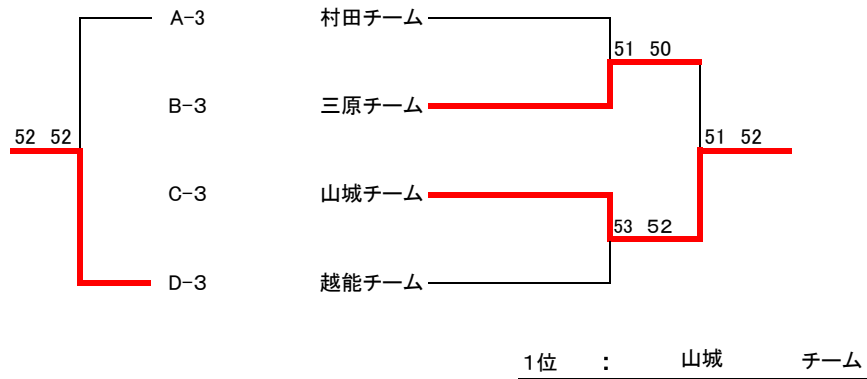 A-3 村田チーム
51 50
B-3 三原チーム
52 52 51 52
C-3 山城チーム
53 52
D-3 越能チーム
1位 : 山城 チーム